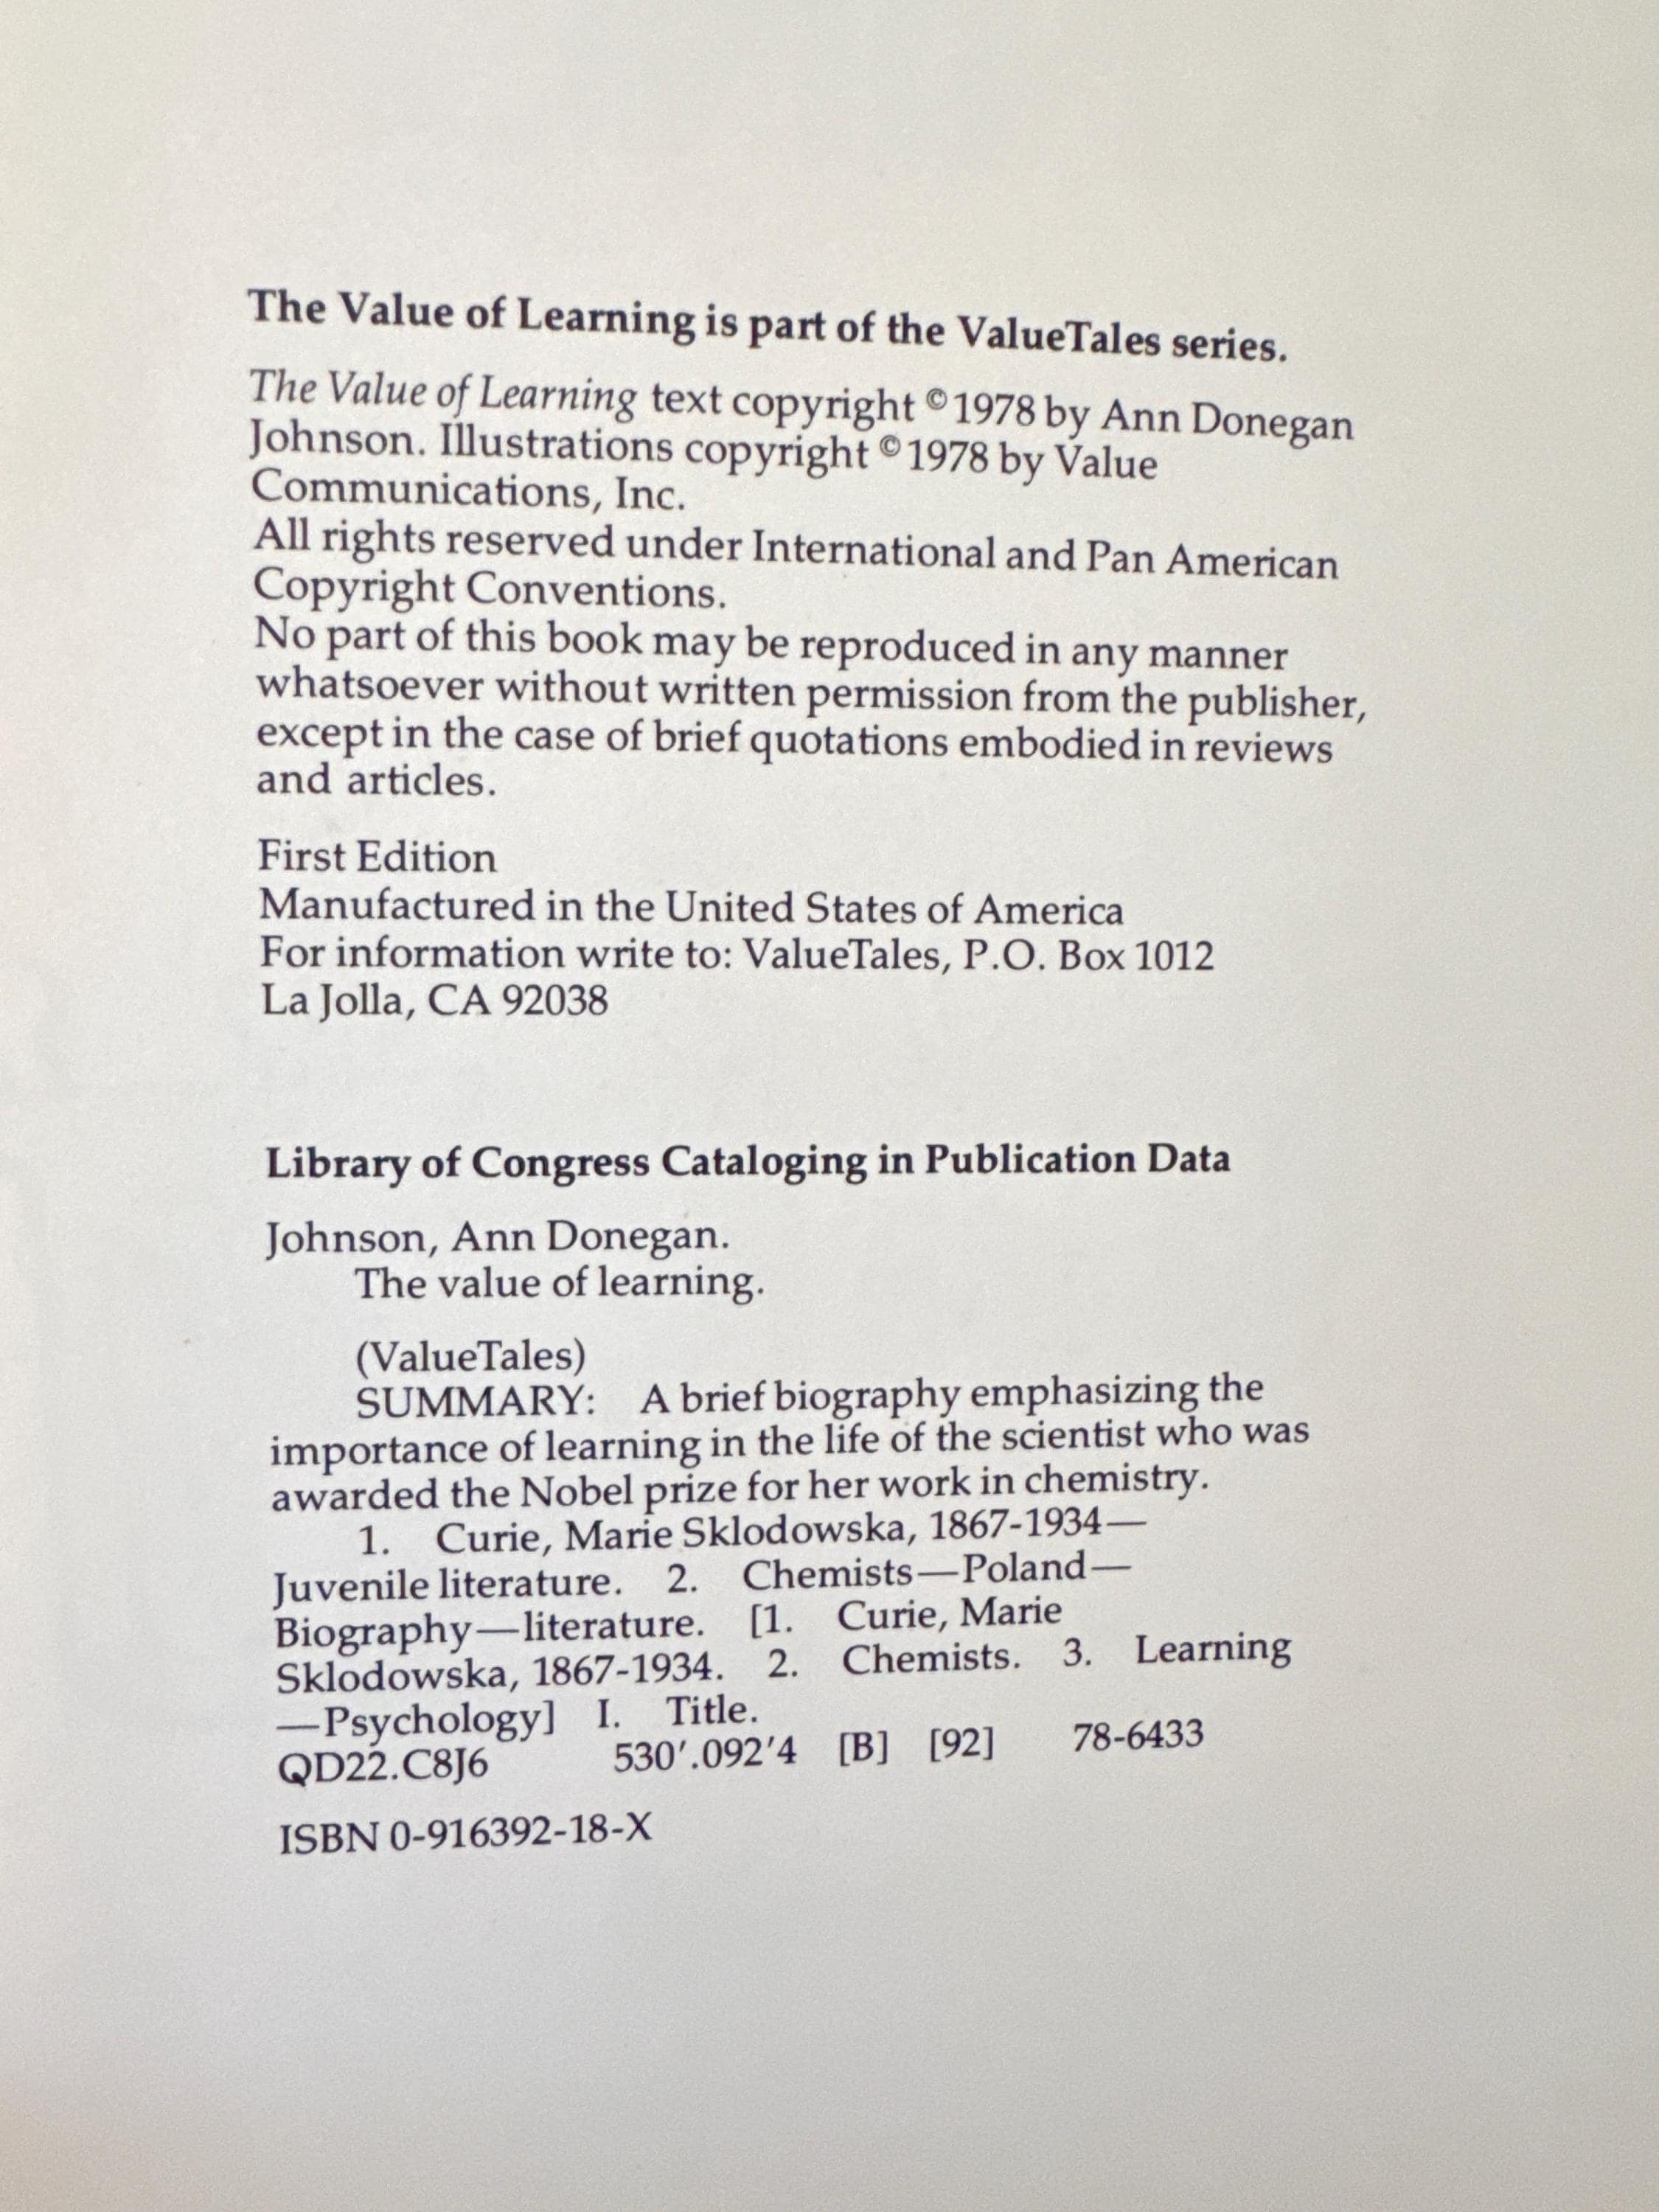 The Value of Learning is part of the ValueTales series.
The Value of Learning text copyright ©1978 by Ann Donegan
Johnson. Illustrations copyright ©1978 by Value
Communications, Inc.
All rights reserved under International and Pan American
Copyright Conventions.
No part of this book may be reproduced in any manner
whatsoever without written permission from the publisher,
except in the case of brief quotations embodied in reviews
and articles.
First Edition
Manufactured in the United States of America
For information write to: ValueTales, P.O. Box 1012
La Jolla, CA 92038
Library of Congress Cataloging in Publication Data
Johnson, Ann Donegan.
The value of learning.
(ValueTales)
SUMMARY: A brief biography emphasizing the
importance of learning in the life of the scientist who was
awarded the Nobel prize for her work in chemistry.
1. Curie, Marie Sklodowska, 1867-1934—
Juvenile literature. 2. Chemists—Poland—
Biography—literature. [1. Curie, Marie
Sklodowska, 1867-1934. 2. Chemists. 3. Learning
—Psychology] I. Title.
QD22.C8J6 530′.092′4 [B] [92] 78-6433
ISBN 0-916392-18-X